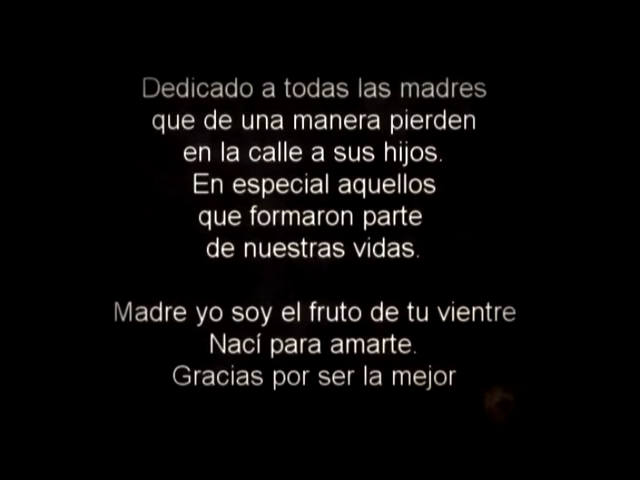 Dedicado a todas las madres
que de una manera pierden
en la calle a sus hijos.
En especial aquellos
que formaron parte
de nuestras vidas.
Madre yo soy el fruto de tu vientre
Nací para amarte.
Gracias por ser la mejor